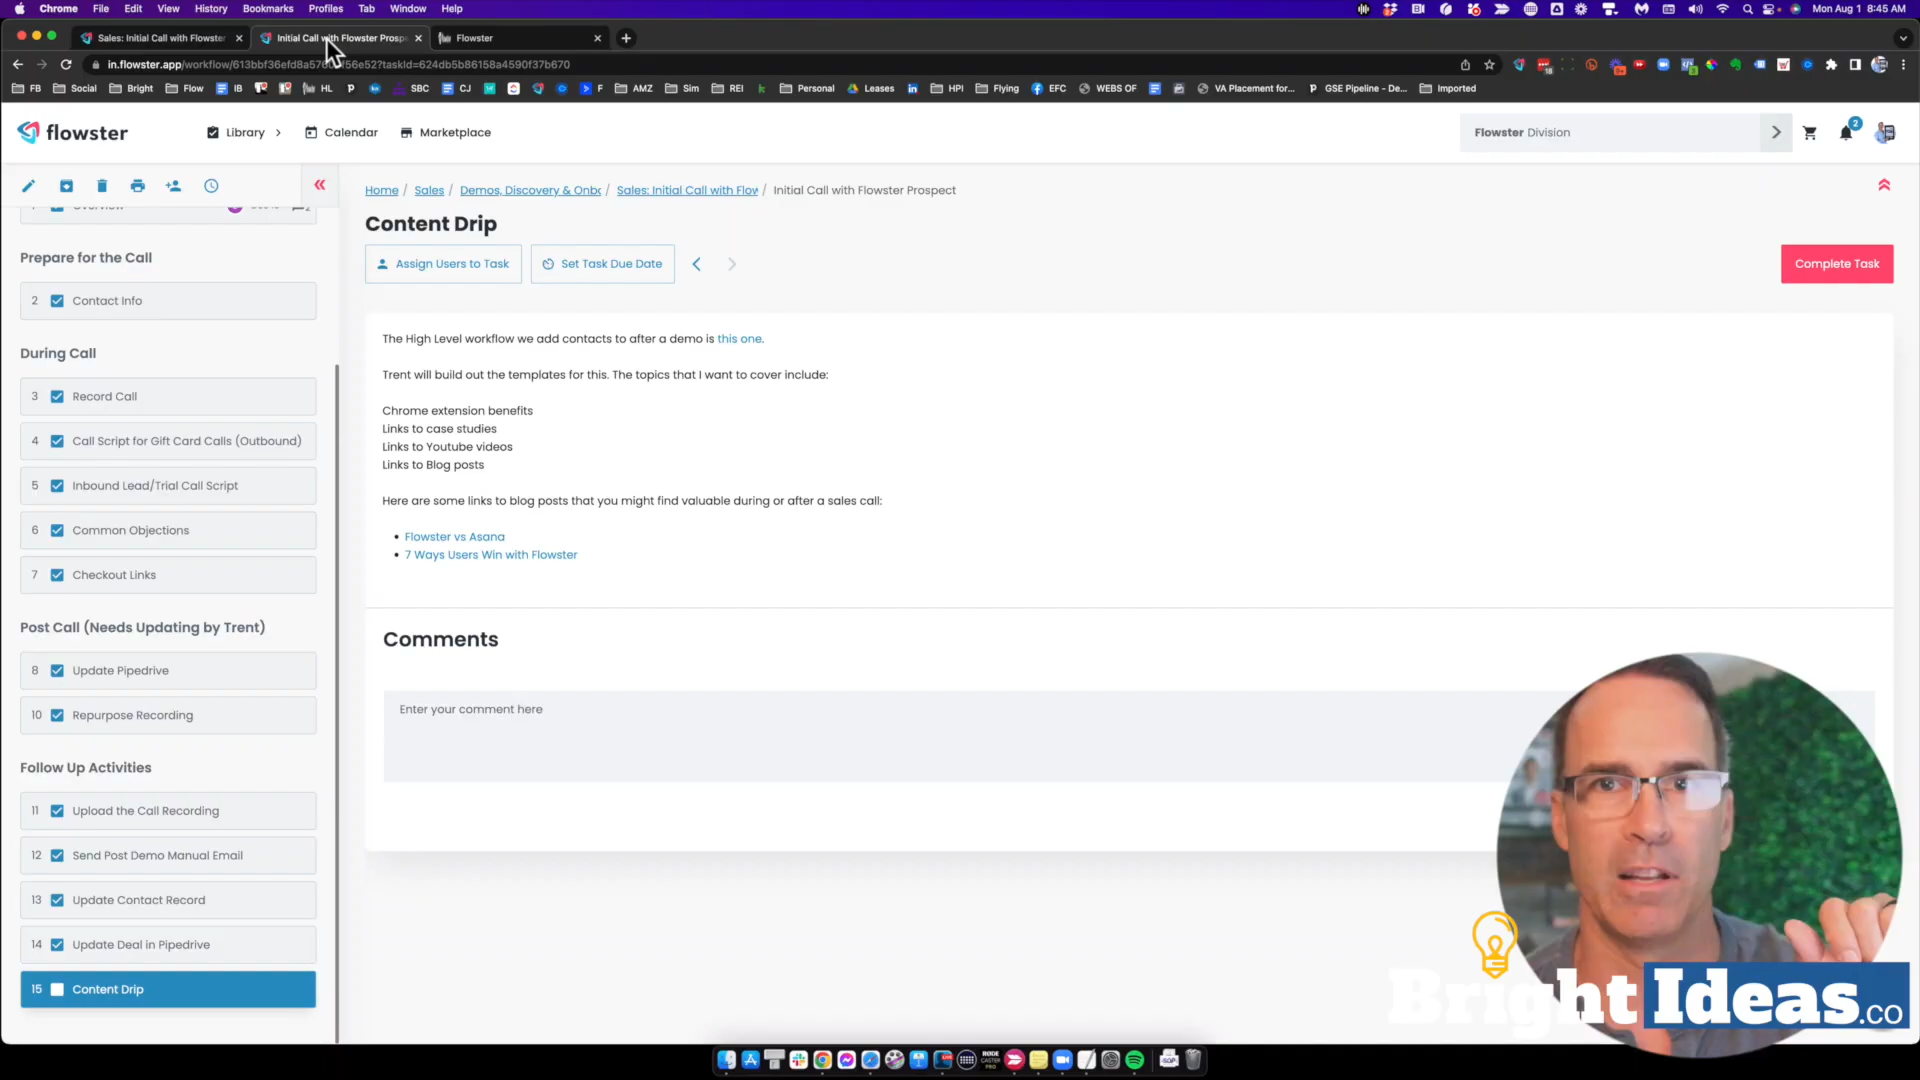 Chrome File Edit View History Bookmarks Profiles Tab Window Help
Mon Aug 1 8:45 AM
Sales: Initial Call with Flowster
Initial Call with Flowster Prosp
Flowster
in.flowster.app/workflow/613bbf36efd8a576
56e52?taskId=624db5b86158a4590f37b670
FB Social Bright Flow IB HL SBC CJ F AMZ Sim REI Personal Leases HPI Flying EFC WEBS OF VA Placement for... GSE Pipeline - De... Imported
flowster
Library
Calendar
Marketplace
Flowster Division
2
Home / Sales / Demos, Discovery & Onbo / Sales: Initial Call with Flow / Initial Call with Flowster Prospect
Content Drip
Assign Users to Task
Set Task Due Date
Complete Task
Overview
Prepare for the Call
2 Contact Info
During Call
3 Record Call
4 Call Script for Gift Card Calls (Outbound)
5 Inbound Lead/Trial Call Script
6 Common Objections
7 Checkout Links
Post Call (Needs Updating by Trent)
8 Update Pipedrive
10 Repurpose Recording
Follow Up Activities
11 Upload the Call Recording
12 Send Post Demo Manual Email
13 Update Contact Record
14 Update Deal in Pipedrive
15 Content Drip
The High Level workflow we add contacts to after a demo is this one.
Trent will build out the templates for this. The topics that I want to cover include:
Chrome extension benefits
Links to case studies
Links to Youtube videos
Links to Blog posts
Here are some links to blog posts that you might find valuable during or after a sales call:
• Flowster vs Asana
• 7 Ways Users Win with Flowster
Comments
Enter your comment here
Bright Ideas.co